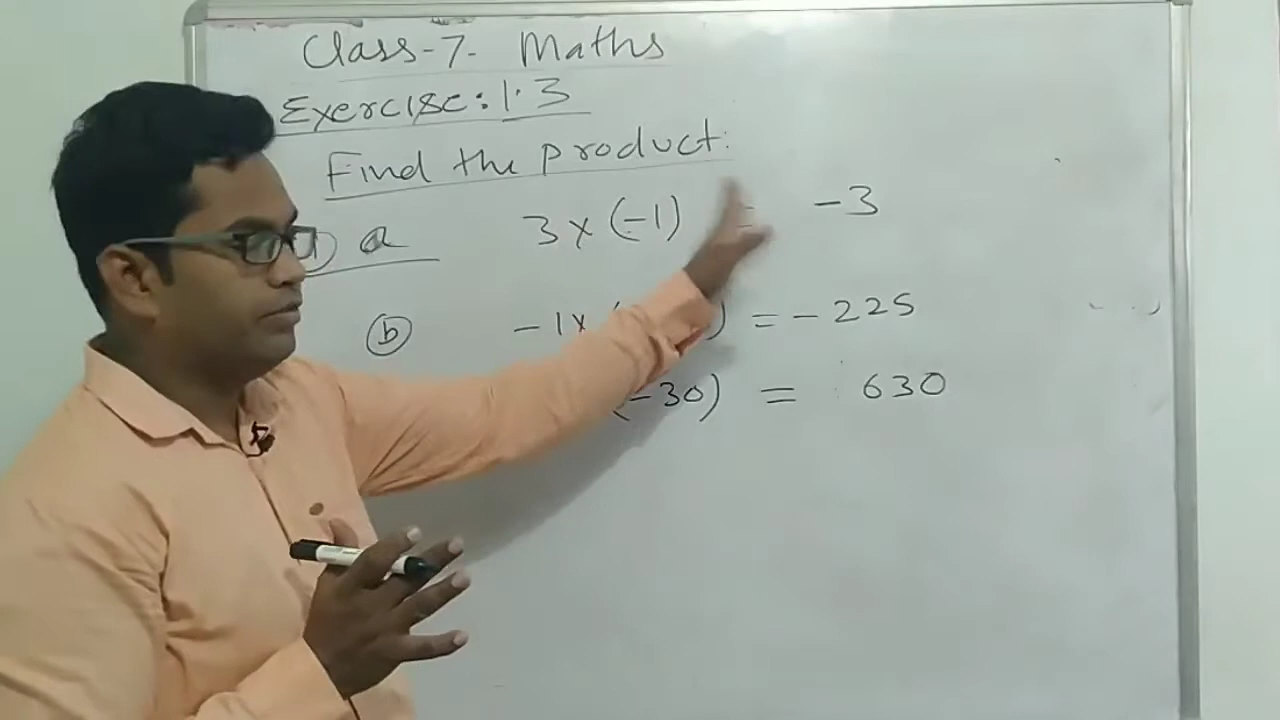 Class-7- Maths
Exercise: 1.3
Find the product:
a 3 × (-1) = -3
(b) -1 × ( ) = -225
(-30) = 630